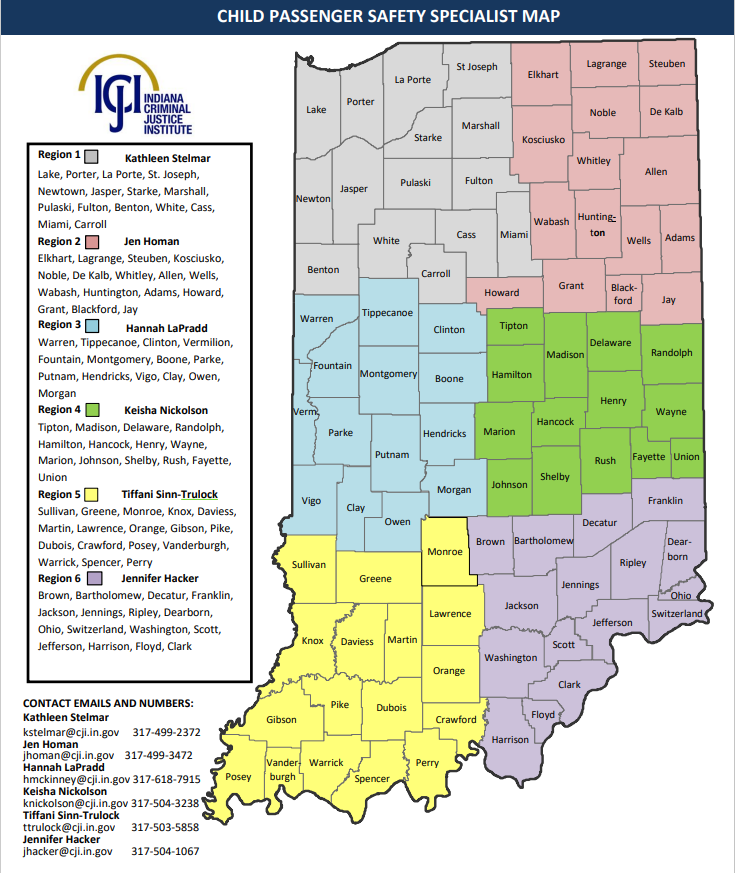 CHILD PASSENGER SAFETY SPECIALIST MAP
ICJI
INDIANA
CRIMINAL
JUSTICE
INSTITUTE
Region 1 Kathleen Stelmar
Lake, Porter, La Porte, St. Joseph,
Newtown, Jasper, Starke, Marshall,
Pulaski, Fulton, Benton, White, Cass,
Miami, Carroll
Region 2 Jen Homan
Elkhart, Lagrange, Steuben, Kosciusko,
Noble, De Kalb, Whitley, Allen, Wells,
Wabash, Huntington, Adams, Howard,
Grant, Blackford, Jay
Region 3 Hannah LaPradd
Warren, Tippecanoe, Clinton, Vermilion,
Fountain, Montgomery, Boone, Parke,
Putnam, Hendricks, Vigo, Clay, Owen,
Morgan
Region 4 Keisha Nickolson
Tipton, Madison, Delaware, Randolph,
Hamilton, Hancock, Henry, Wayne,
Marion, Johnson, Shelby, Rush, Fayette,
Union
Region 5 Tiffani Sinn-Trulock
Sullivan, Greene, Monroe, Knox, Daviess,
Martin, Lawrence, Orange, Gibson, Pike,
Dubois, Crawford, Posey, Vanderburgh,
Warrick, Spencer, Perry
Region 6 Jennifer Hacker
Brown, Bartholomew, Decatur, Franklin,
Jackson, Jennings, Ripley, Dearborn,
Ohio, Switzerland, Washington, Scott,
Jefferson, Harrison, Floyd, Clark
CONTACT EMAILS AND NUMBERS:
Kathleen Stelmar
kstelmar@cji.in.gov 317-499-2372
Jen Homan
jhoman@cji.in.gov 317-499-3472
Hannah LaPradd
hmckinney@cji.in.gov 317-618-7915
Keisha Nickolson
knickolson@cji.in.gov 317-504-3238
Tiffani Sinn-Trulock
ttrulock@cji.in.gov 317-503-5858
Jennifer Hacker
jhacker@cji.in.gov 317-504-1067
Lake
Porter
La Porte
St Joseph
Elkhart
Lagrange
Steuben
Starke
Marshall
Kosciusko
Noble
De Kalb
Whitley
Allen
Newton
Jasper
Pulaski
Fulton
Wabash
Hunting-
ton
Wells
Adams
White
Cass
Miami
Benton
Carroll
Howard
Grant
Black-
ford
Jay
Warren
Tippecanoe
Clinton
Tipton
Madison
Delaware
Randolph
Fountain
Montgomery
Boone
Hamilton
Henry
Wayne
Verm.
Parke
Putnam
Hendricks
Marion
Hancock
Rush
Fayette
Union
Vigo
Clay
Owen
Morgan
Johnson
Shelby
Franklin
Sullivan
Greene
Monroe
Brown
Bartholomew
Decatur
Dear-
born
Ripley
Jennings
Ohio
Switzerland
Jefferson
Knox
Daviess
Martin
Lawrence
Jackson
Scott
Washington
Orange
Clark
Gibson
Pike
Dubois
Crawford
Floyd
Harrison
Posey
Vander-
burgh
Warrick
Spencer
Perry